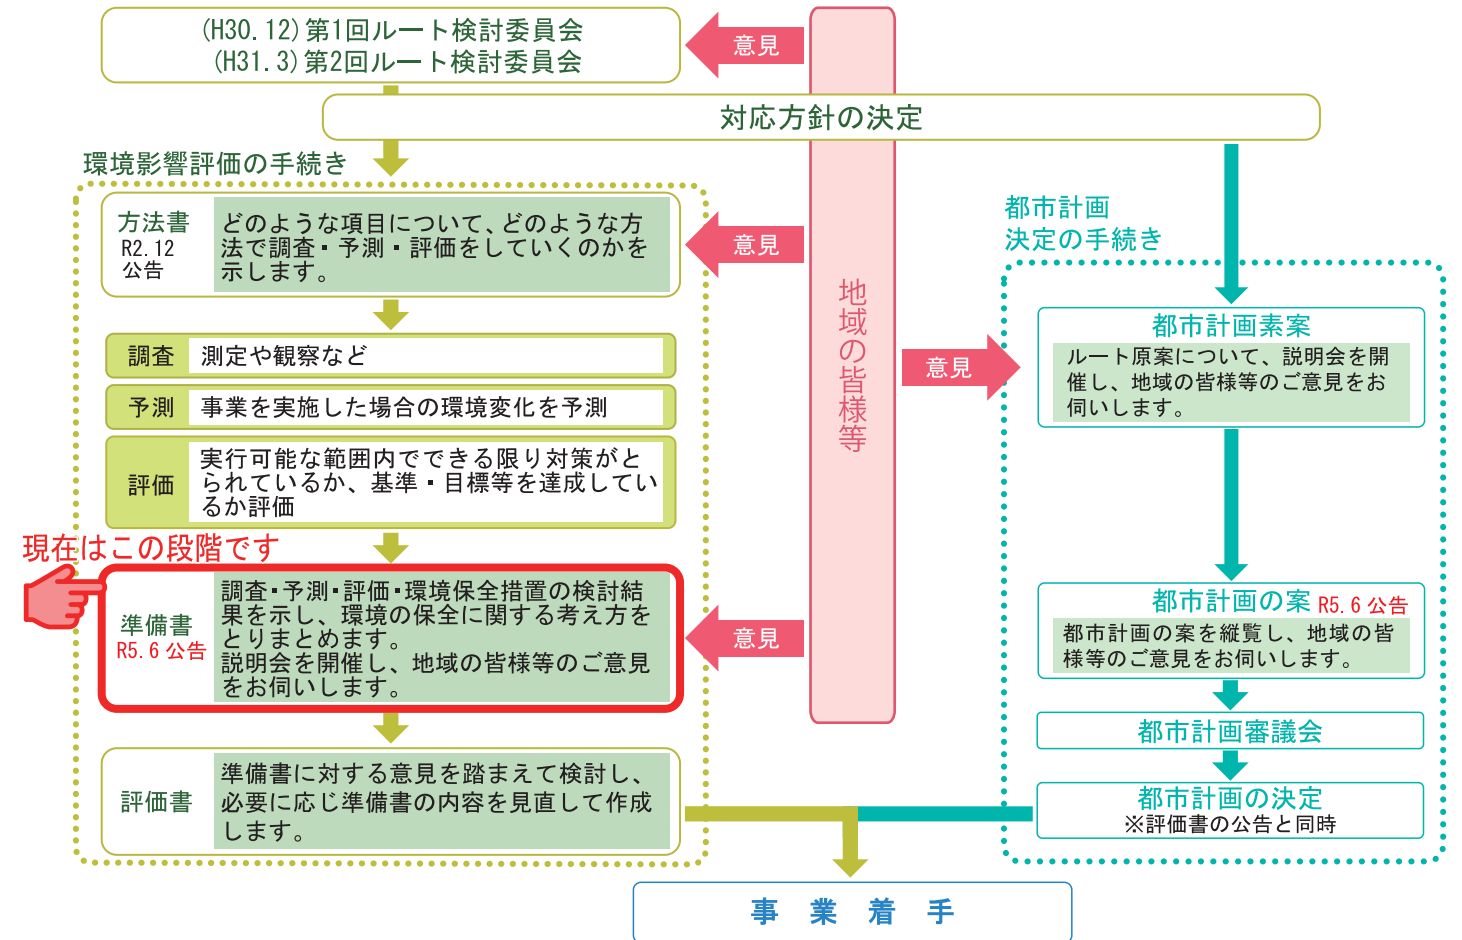 (H30.12)第1回ルート検討委員会
(H31.3)第2回ルート検討委員会
意見
対応方針の決定
環境影響評価の手続き
方法書
R2.12
公告
どのような項目について、どのような方
法で調査・予測・評価をしていくのかを
示します。
意見
調査
測定や観察など
予測
事業を実施した場合の環境変化を予測
評価
実行可能な範囲内でできる限り対策がと
られているか、基準・目標等を達成してい
るか評価
現在はこの段階です
準備書
R5.6 公告
調査・予測・評価・環境保全措置の検討結
果を示し、環境の保全に関する考え方を
とりまとめます。
説明会を開催し、地域の皆様等のご意見
をお伺いします。
意見
評価書
準備書に対する意見を踏まえて検討し、
必要に応じ準備書の内容を見直して作成
します。
地域の皆様等
意見
都市計画
決定の手続き
都市計画素案
ルート原案について、説明会を開
催し、地域の皆様等のご意見をお
伺いします。
都市計画の案 R5.6 公告
都市計画の案を縦覧し、地域の皆
様等のご意見をお伺いします。
都市計画審議会
都市計画の決定
※評価書の公告と同時
事業着手